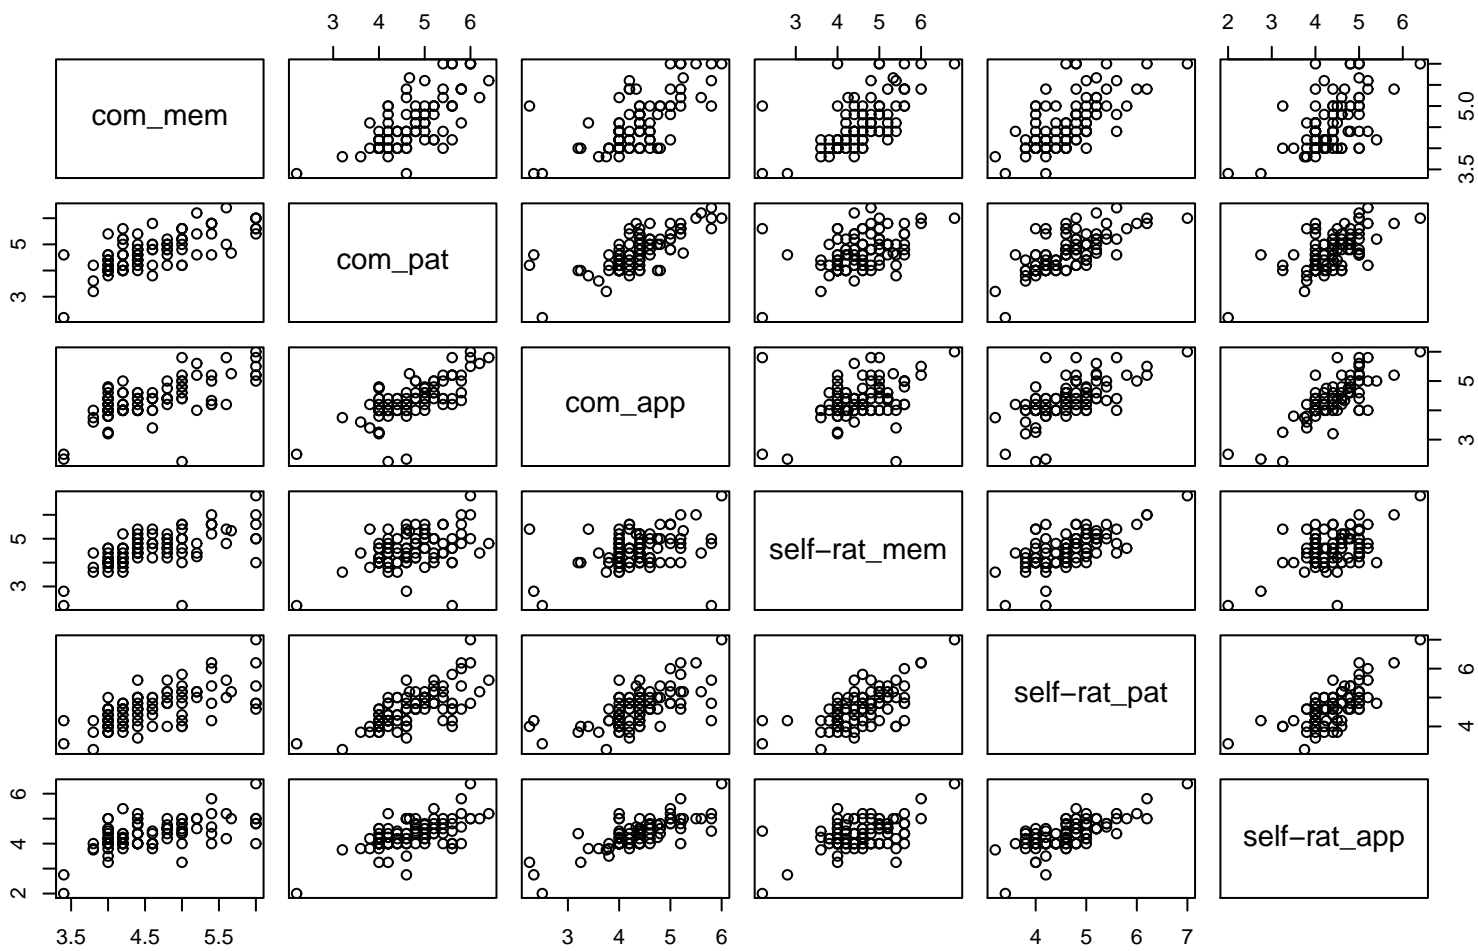 3 4 5 6 3 4 5 6 2 3 4 5 6
com_mem 3.5 5.0
3 5 com_pat
com_app 3 5
3 5 self−rat_mem
self−rat_pat 4 6
2 4 6 self−rat_app
3.5 4.5 5.5 3 4 5 6 4 5 6 7